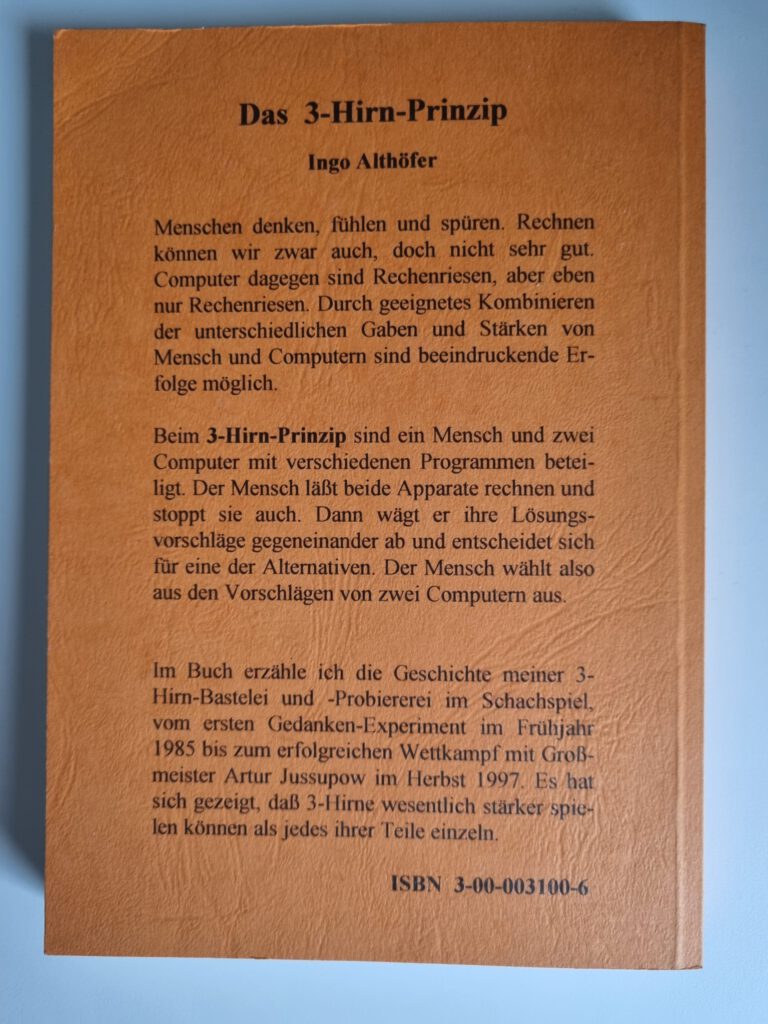 Das 3-Hirn-Prinzip
Ingo Althöfer
Menschen denken, fühlen und spüren. Rechnen
können wir zwar auch, doch nicht sehr gut.
Computer dagegen sind Rechenriesen, aber eben
nur Rechenriesen. Durch geeignetes Kombinieren
der unterschiedlichen Gaben und Stärken von
Mensch und Computern sind beeindruckende Er-
folge möglich.
Beim 3-Hirn-Prinzip sind ein Mensch und zwei
Computer mit verschiedenen Programmen betei-
ligt. Der Mensch läßt beide Apparate rechnen und
stoppt sie auch. Dann wägt er ihre Lösungs-
vorschläge gegeneinander ab und entscheidet sich
für eine der Alternativen. Der Mensch wählt also
aus den Vorschlägen von zwei Computern aus.
Im Buch erzähle ich die Geschichte meiner 3-
Hirn-Bastelei und -Probiererei im Schachspiel,
vom ersten Gedanken-Experiment im Frühjahr
1985 bis zum erfolgreichen Wettkampf mit Groß-
meister Artur Jussupow im Herbst 1997. Es hat
sich gezeigt, daß 3-Hirne wesentlich stärker spie-
len können als jedes ihrer Teile einzeln.
ISBN 3-00-003100-6